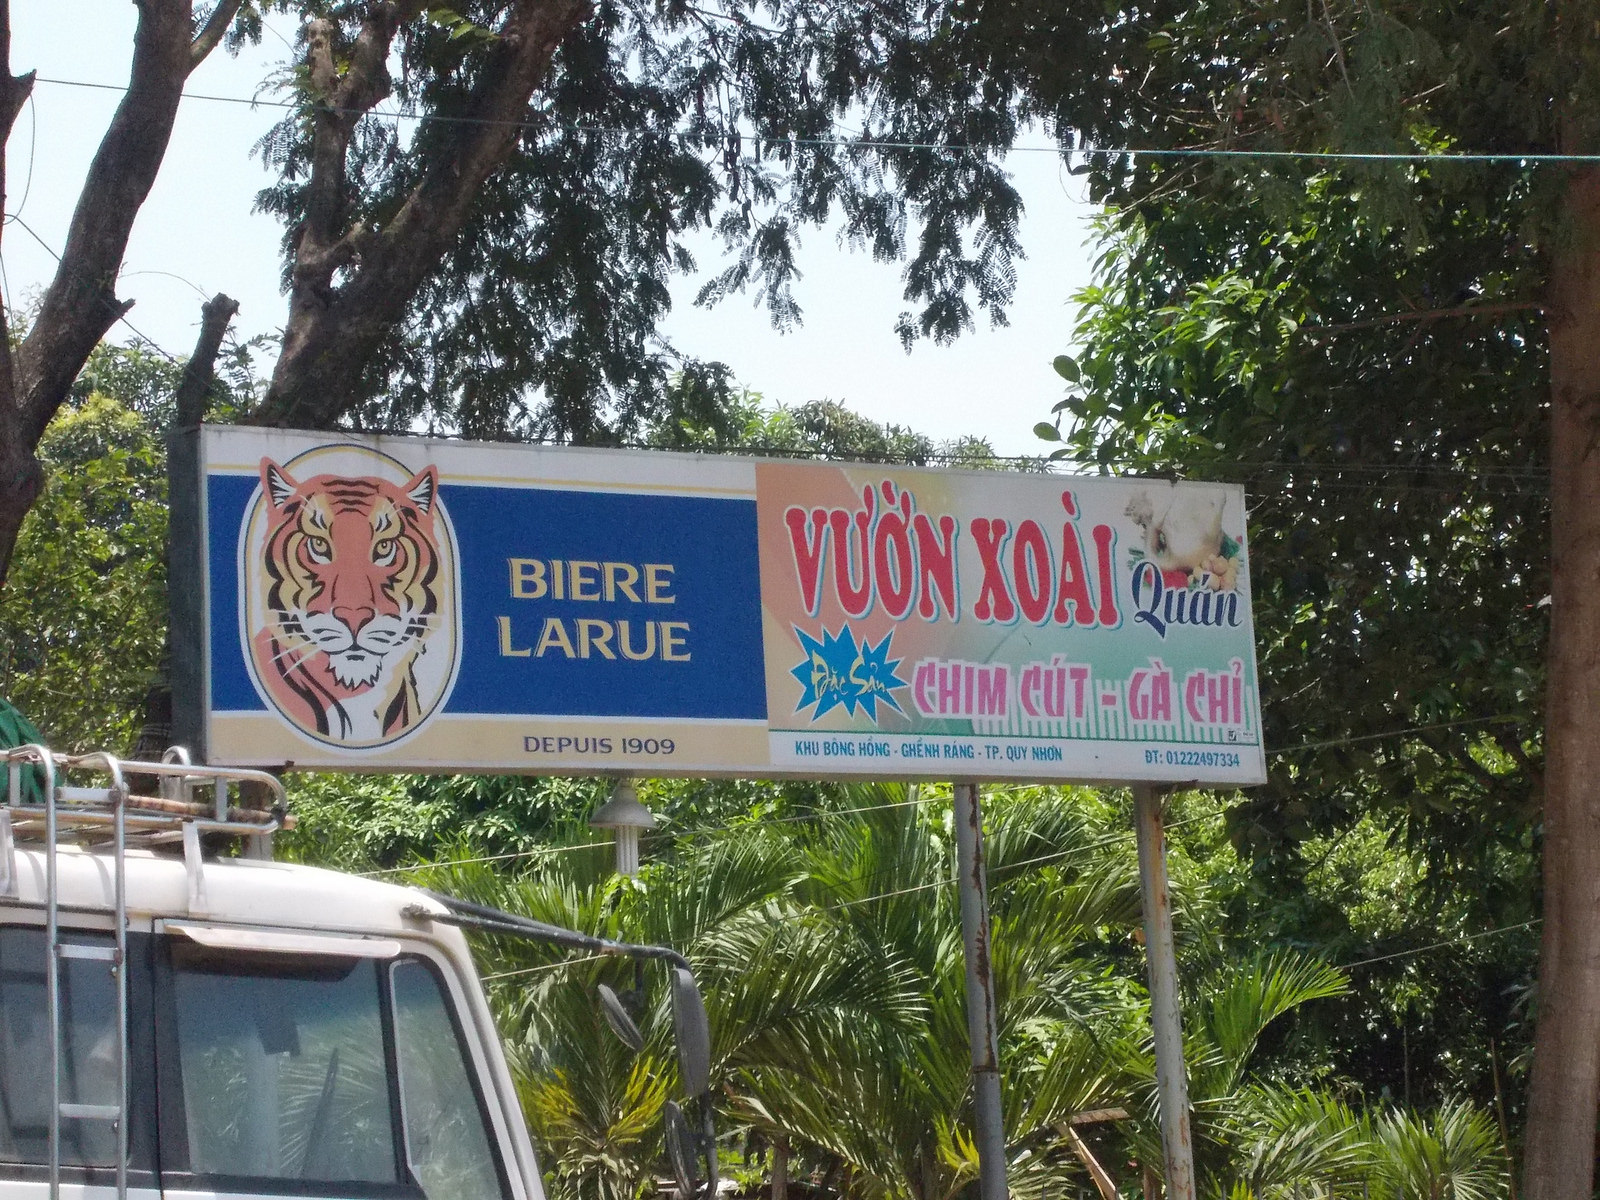 BIERE
LARUE
DEPUIS 1909
VƯỜN XOÀI
Quán
Đặc Sản
CHIM CÚT - GÀ CHỈ
KHU BÔNG HỒNG - GHỀNH RÁNG - TP. QUY NHƠN
ĐT: 01222497334